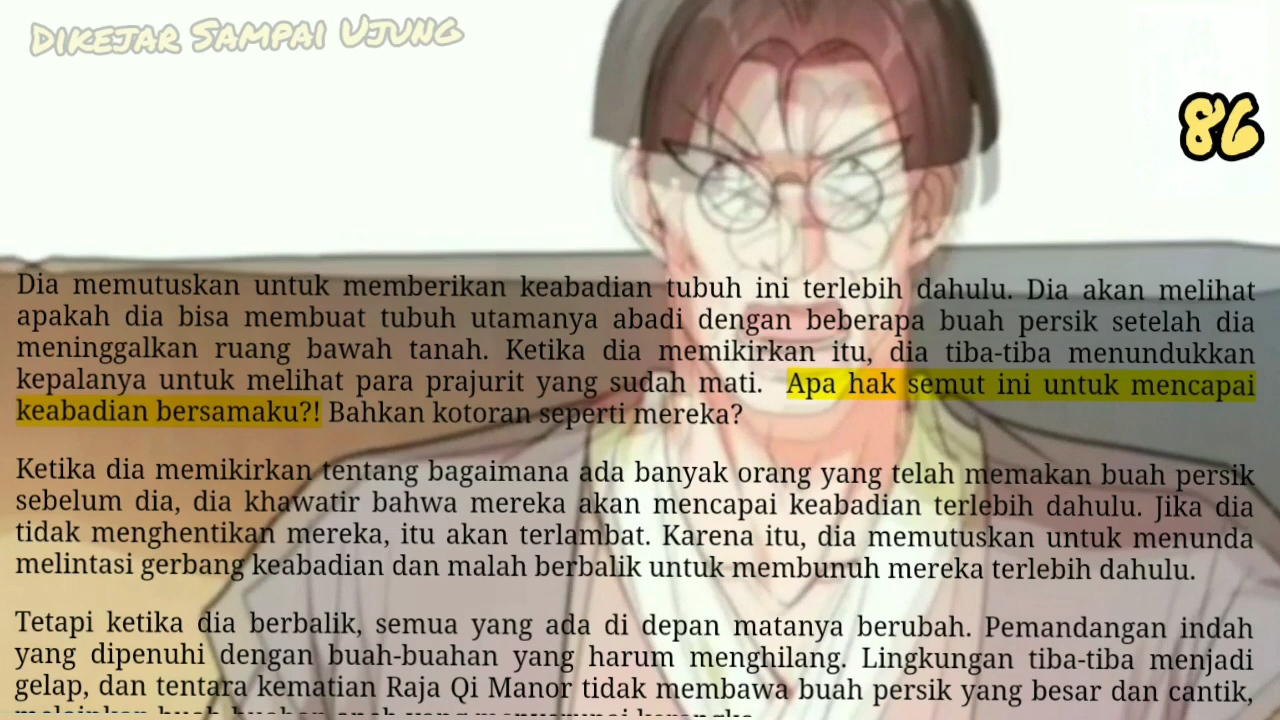 Dikejar Sampai Ujung
86
Dia memutuskan untuk memberikan keabadian tubuh ini terlebih dahulu. Dia akan melihat
apakah dia bisa membuat tubuh utamanya abadi dengan beberapa buah persik setelah dia
meninggalkan ruang bawah tanah. Ketika dia memikirkan itu, dia tiba-tiba menundukkan
kepalanya untuk melihat para prajurit yang sudah mati. Apa hak semut ini untuk mencapai
keabadian bersamaku?! Bahkan kotoran seperti mereka?
Ketika dia memikirkan tentang bagaimana ada banyak orang yang telah memakan buah persik
sebelum dia, dia khawatir bahwa mereka akan mencapai keabadian terlebih dahulu. Jika dia
tidak menghentikan mereka, itu akan terlambat. Karena itu, dia memutuskan untuk menunda
melintasi gerbang keabadian dan malah berbalik untuk membunuh mereka terlebih dahulu.
Tetapi ketika dia berbalik, semua yang ada di depan matanya berubah. Pemandangan indah
yang dipenuhi dengan buah-buahan yang harum menghilang. Lingkungan tiba-tiba menjadi
gelap, dan tentara kematian Raja Qi Manor tidak membawa buah persik yang besar dan cantik,